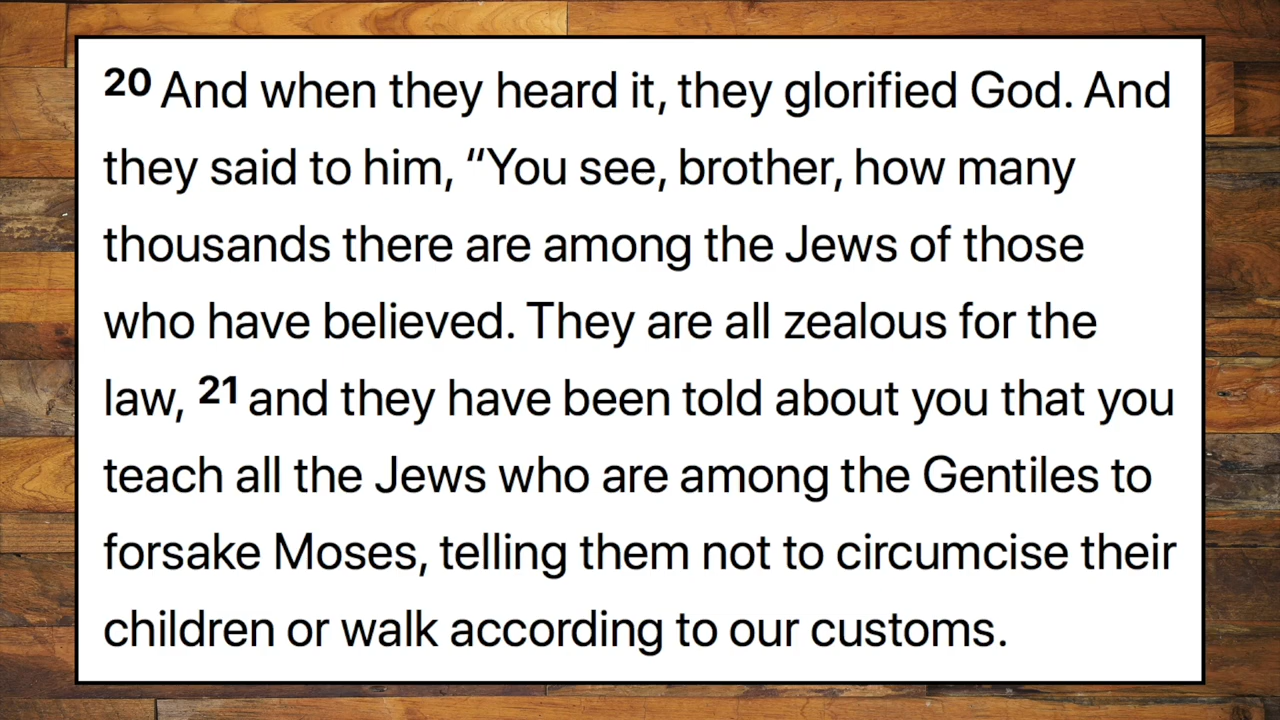 20 And when they heard it, they glorified God. And
they said to him, “You see, brother, how many
thousands there are among the Jews of those
who have believed. They are all zealous for the
law, 21 and they have been told about you that you
teach all the Jews who are among the Gentiles to
forsake Moses, telling them not to circumcise their
children or walk according to our customs.